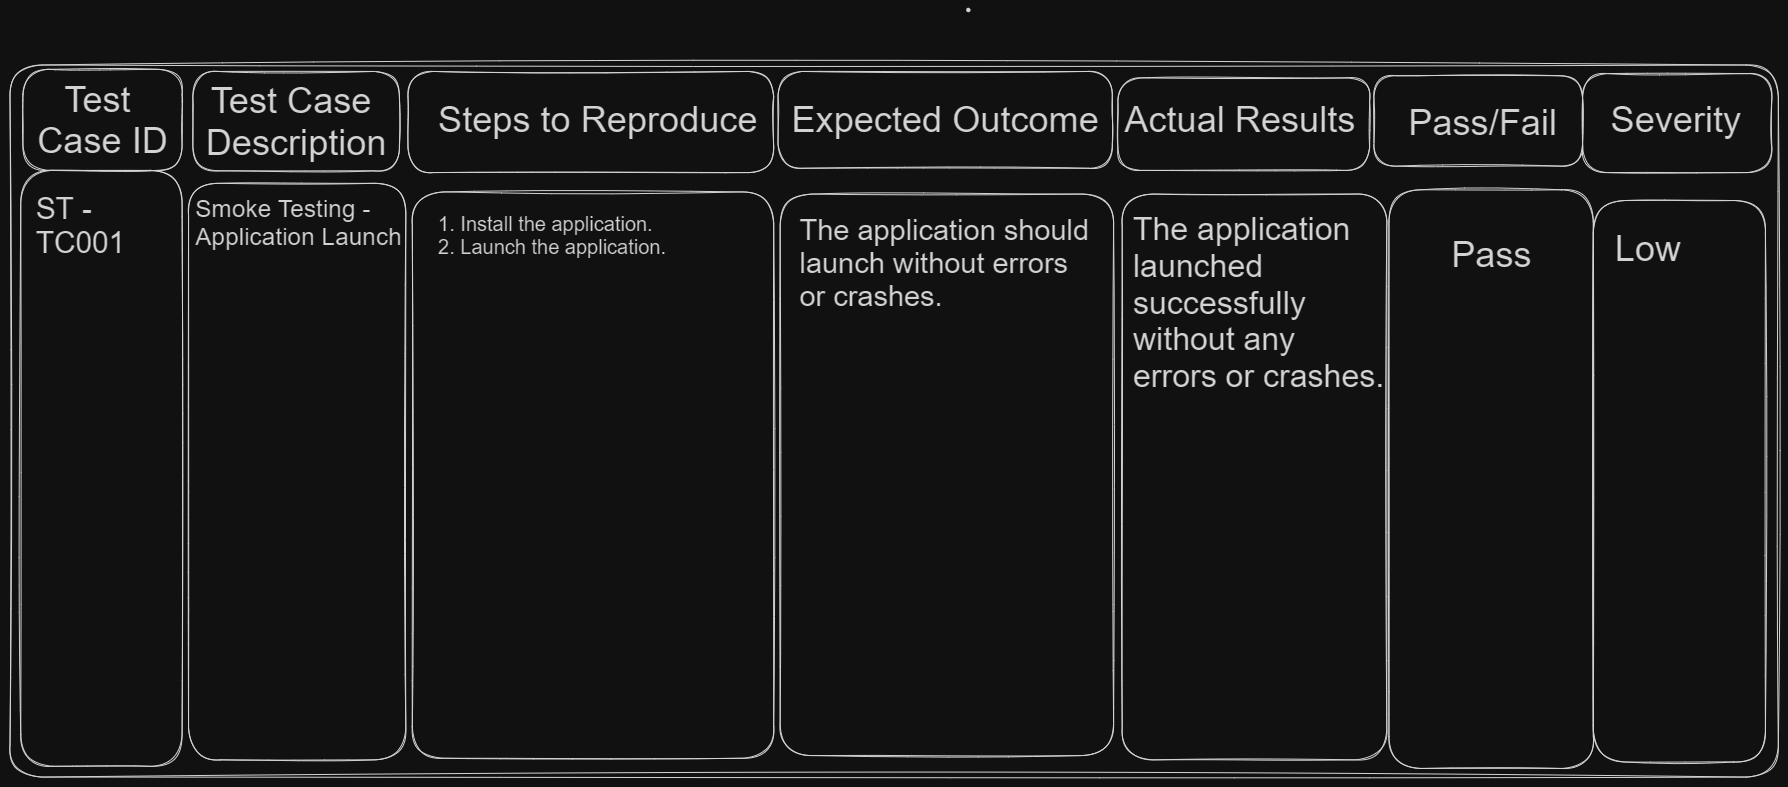 Test
Case ID
Test Case
Description
Steps to Reproduce
Expected Outcome
Actual Results
Pass/Fail
Severity
ST -
TC001
Smoke Testing -
Application Launch
1. Install the application.
2. Launch the application.
The application should
launch without errors
or crashes.
The application
launched
successfully
without any
errors or crashes.
Pass
Low